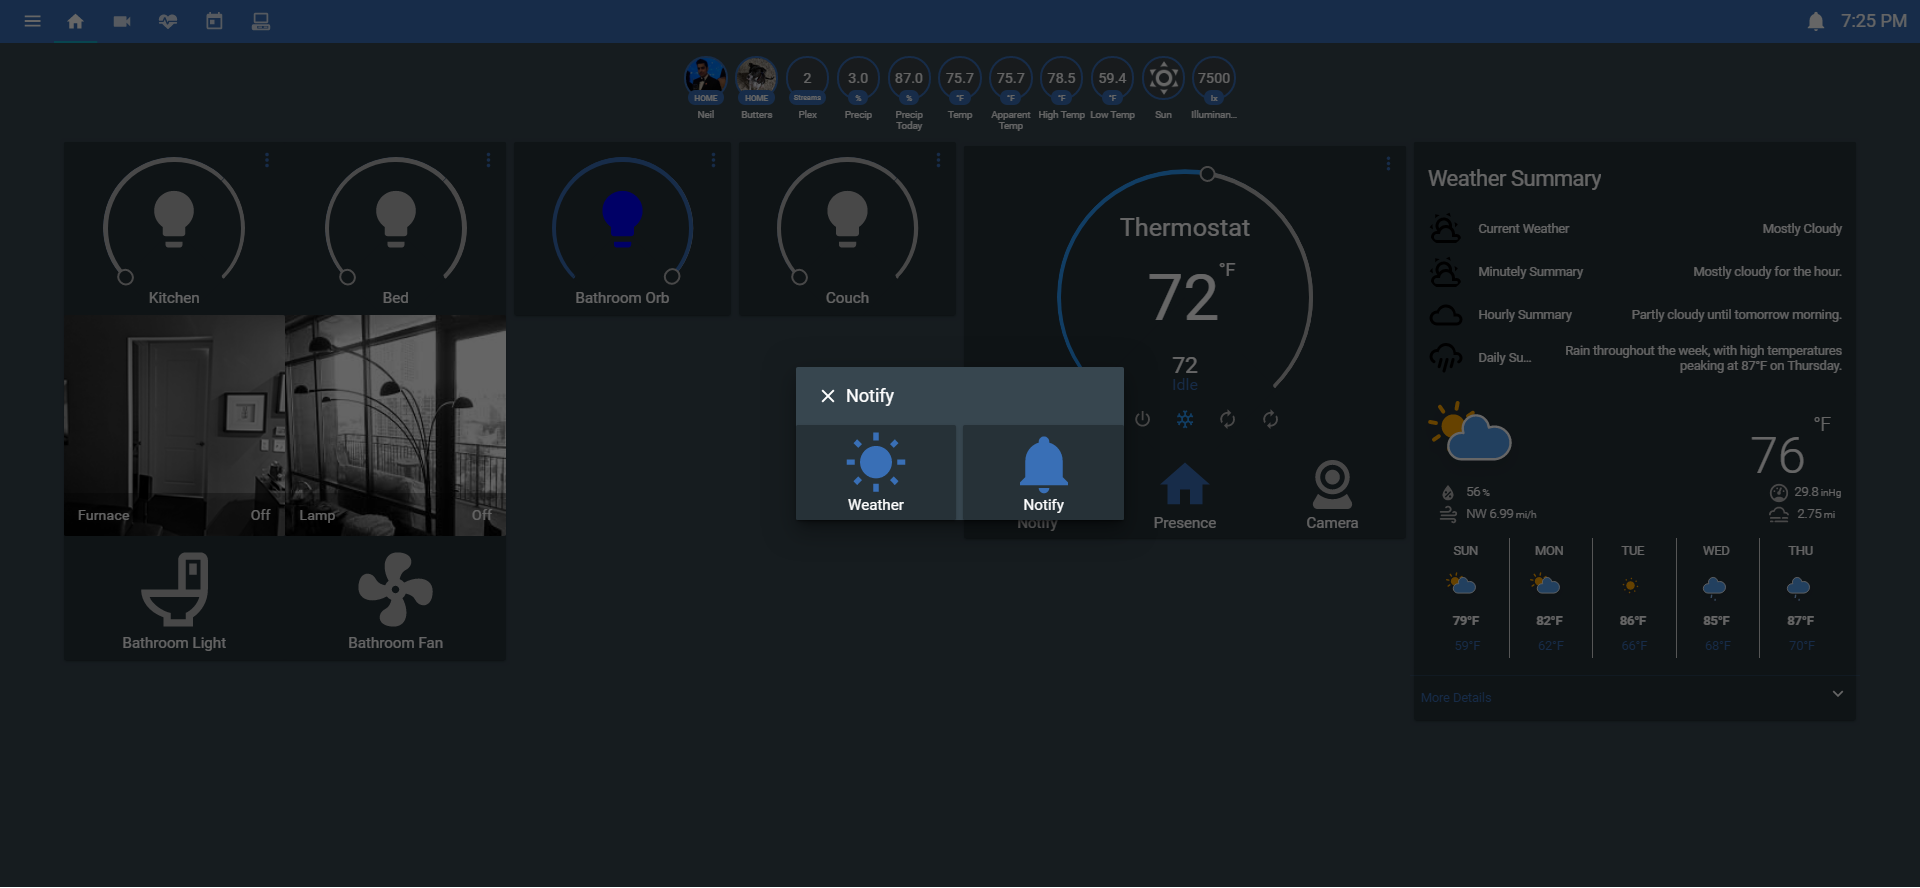 7:25 PM
2
3.0
87.0
75.7
75.7
78.5
59.4
7500
HOME
HOME
Streams
%
%
°F
°F
°F
°F
lx
Neil
Butters
Plex
Precip
Precip
Today
Temp
Apparent
Temp
High Temp
Low Temp
Sun
Illuminan...
Kitchen
Bed
Bathroom Orb
Couch
Furnace
Off
Lamp
Off
Bathroom Light
Bathroom Fan
Thermostat
72 °F
72
Idle
Notify
Presence
Camera
Notify
Weather
Notify
Weather Summary
Current Weather
Mostly Cloudy
Minutely Summary
Mostly cloudy for the hour.
Hourly Summary
Partly cloudy until tomorrow morning.
Daily Su...
Rain throughout the week, with high temperatures
peaking at 87°F on Thursday.
76 °F
56 %
29.8 inHg
NW 6.99 mi/h
2.75 mi
SUN
MON
TUE
WED
THU
79°F
82°F
86°F
85°F
87°F
59°F
62°F
66°F
68°F
70°F
More Details